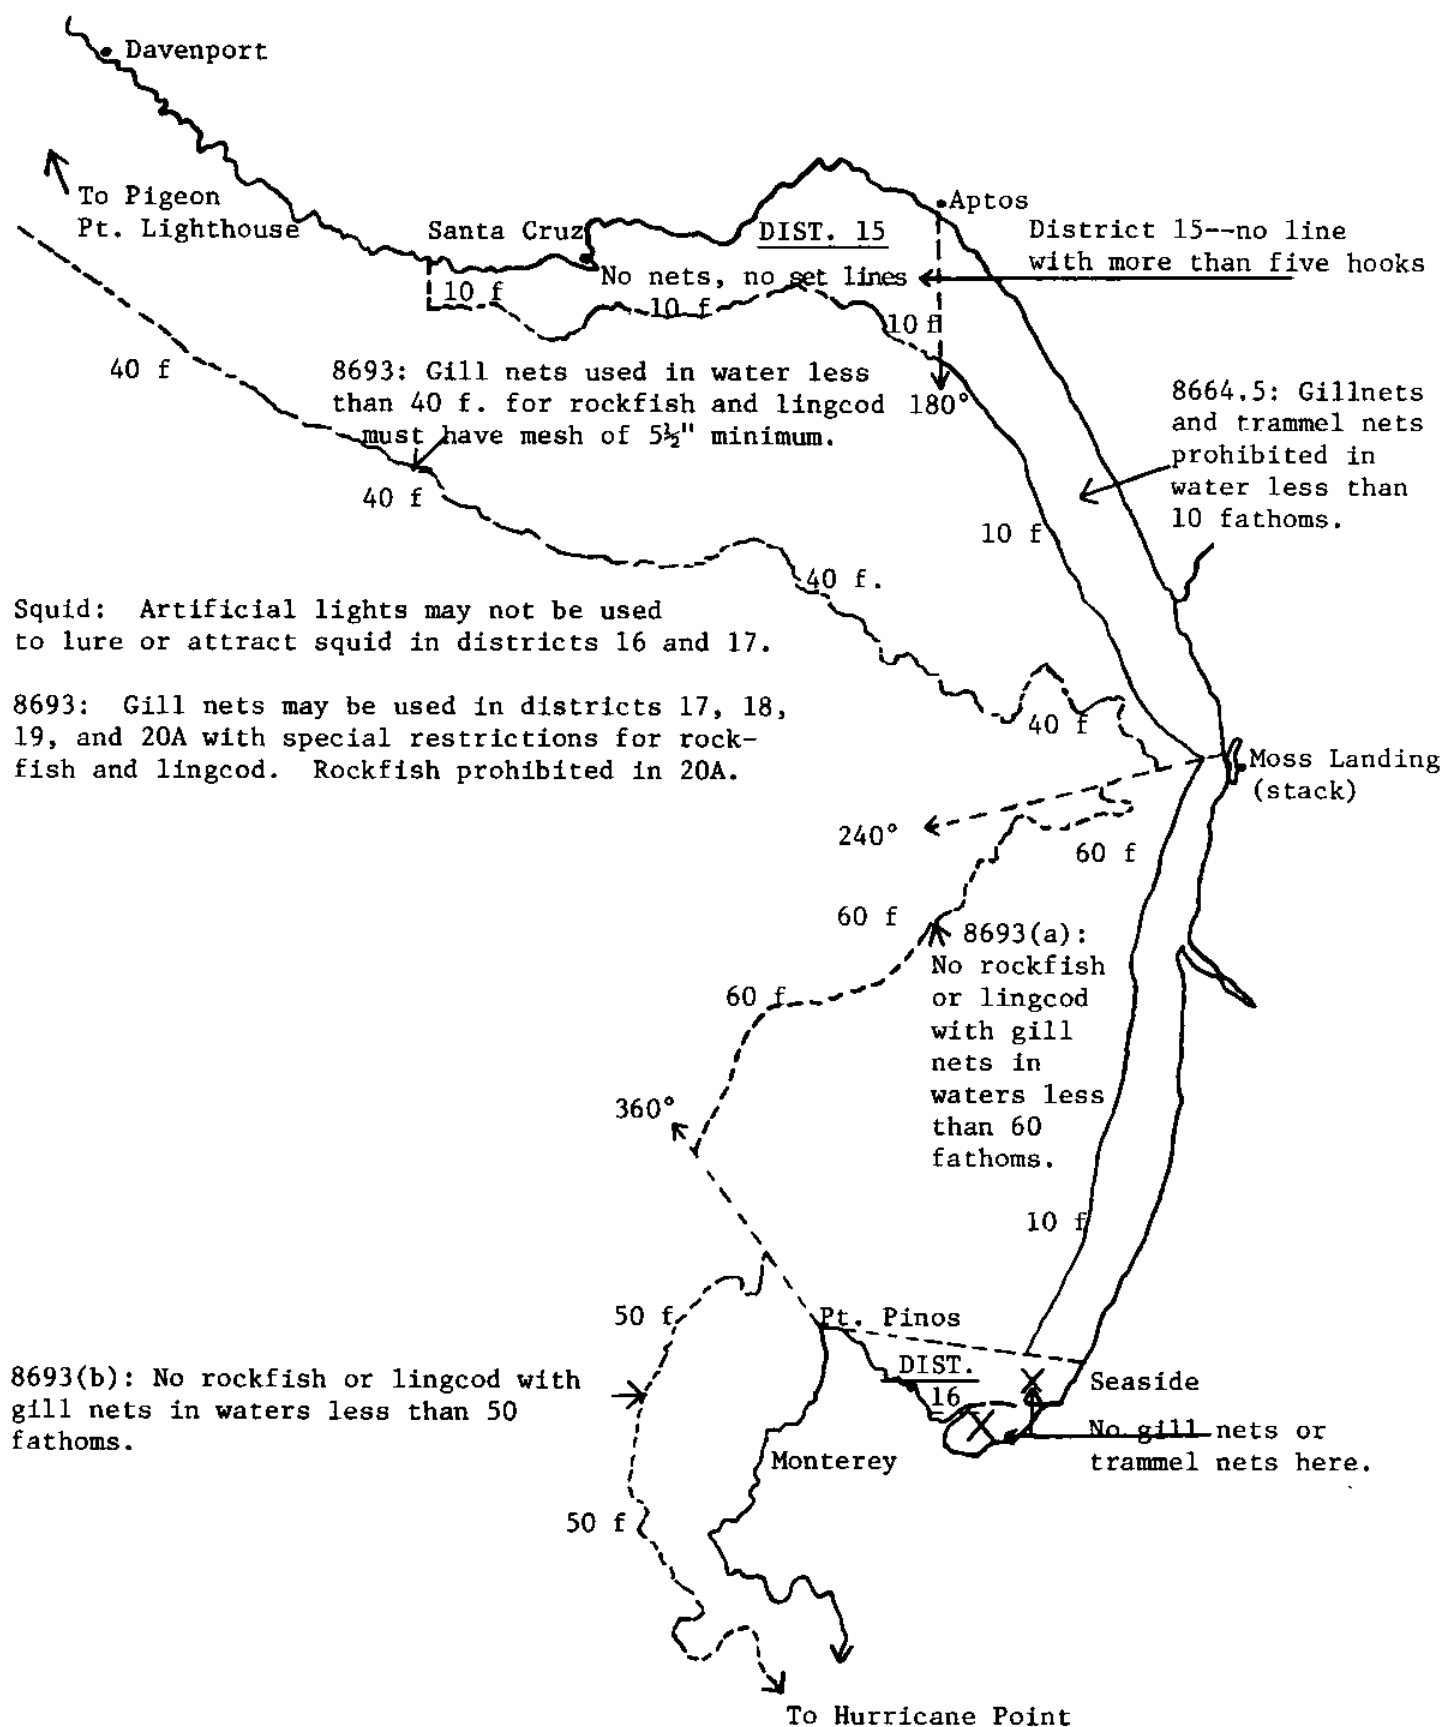 Davenport
To Pigeon
Pt. Lighthouse
Santa Cruz
DIST. 15
Aptos
District 15--no line
with more than five hooks
No nets, no set lines
10 f
10 f
10 f
180°
40 f
8693: Gill nets used in water less
than 40 f. for rockfish and lingcod
must have mesh of 5½" minimum.
8664.5: Gillnets
and trammel nets
prohibited in
water less than
10 fathoms.
40 f
10 f
40 f.
Squid: Artificial lights may not be used
to lure or attract squid in districts 16 and 17.
8693: Gill nets may be used in districts 17, 18,
19, and 20A with special restrictions for rock-
fish and lingcod. Rockfish prohibited in 20A.
40 f
Moss Landing
(stack)
240°
60 f
60 f
8693(a):
No rockfish
or lingcod
with gill
nets in
waters less
than 60
fathoms.
60 f
360°
10 f
50 f
Pt. Pinos
DIST.
16
Seaside
8693(b): No rockfish or lingcod with
gill nets in waters less than 50
fathoms.
No gill nets or
trammel nets here.
Monterey
50 f
To Hurricane Point